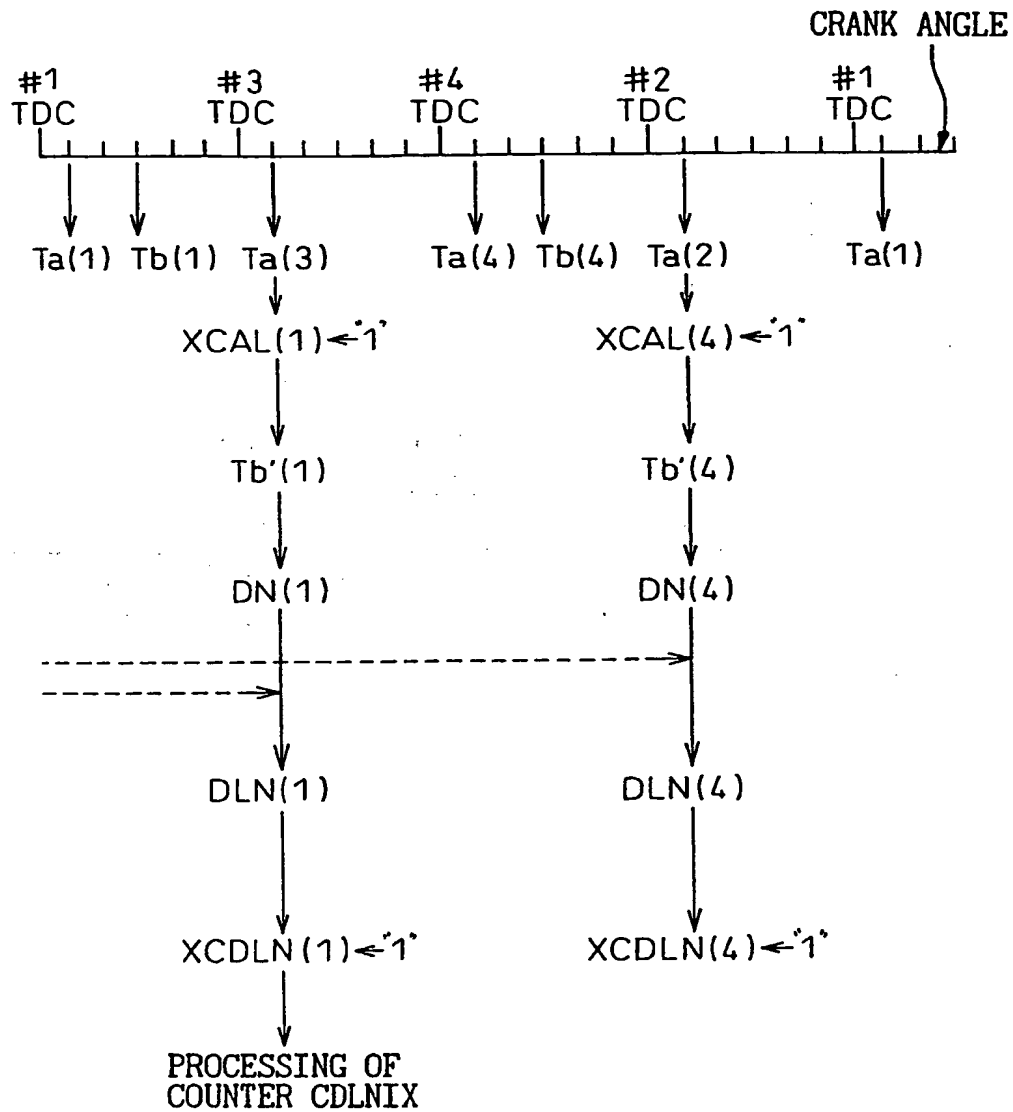 CRANK ANGLE
#1 #3 #4 #2 #1
TDC TDC TDC TDC TDC
Ta(1) Tb(1) Ta(3) Ta(4) Tb(4) Ta(2) Ta(1)
XCAL(1)←"1" XCAL(4)←"1"
Tb'(1) Tb'(4)
DN(1) DN(4)
DLN(1) DLN(4)
XCDLN(1)←"1" XCDLN(4)←"1"
PROCESSING OF
COUNTER CDLNIX